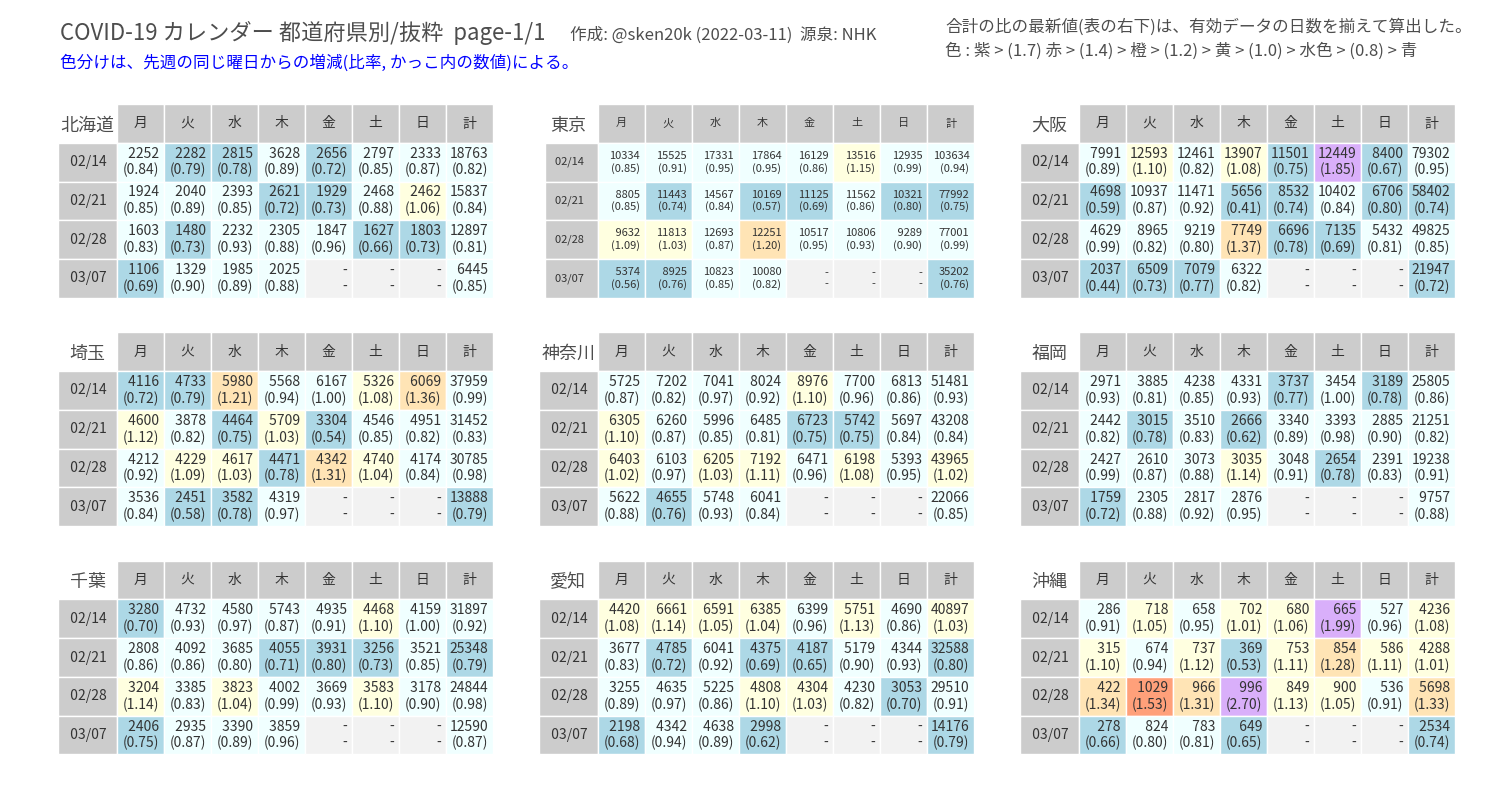 COVID-19 カレンダー 都道府県別/抜粋 page-1/1 作成: @sken20k (2022-03-11) 源泉: NHK
合計の比の最新値(表の右下)は、有効データの日数を揃えて算出した。
色分けは、先週の同じ曜日からの増減(比率, かっこ内の数値)による。
色 : 紫 > (1.7) 赤 > (1.4) 橙 > (1.2) 黄 > (1.0) > 水色 > (0.8) > 青
北海道 月 火 水 木 金 土 日 計
02/14 2252 2282 2815 3628 2656 2797 2333 18763
(0.84) (0.79) (0.78) (0.89) (0.72) (0.85) (0.87) (0.82)
02/21 1924 2040 2393 2621 1929 2468 2462 15837
(0.85) (0.89) (0.85) (0.72) (0.73) (0.88) (1.06) (0.84)
02/28 1603 1480 2232 2305 1847 1627 1803 12897
(0.83) (0.73) (0.93) (0.88) (0.96) (0.66) (0.73) (0.81)
03/07 1106 1329 1985 2025 - - - 6445
(0.69) (0.90) (0.89) (0.88) - - - (0.85)
東京 月 火 水 木 金 土 日 計
02/14 10334 15525 17331 17864 16129 13516 12935 103634
(0.85) (0.91) (0.95) (0.95) (0.86) (1.15) (0.99) (0.94)
02/21 8805 11443 14567 10169 11125 11562 10321 77992
(0.85) (0.74) (0.84) (0.57) (0.69) (0.86) (0.80) (0.75)
02/28 9632 11813 12693 12251 10517 10806 9289 77001
(1.09) (1.03) (0.87) (1.20) (0.95) (0.93) (0.90) (0.99)
03/07 5374 8925 10823 10080 - - - 35202
(0.56) (0.76) (0.85) (0.82) - - - (0.76)
大阪 月 火 水 木 金 土 日 計
02/14 7991 12593 12461 13907 11501 12449 8400 79302
(0.89) (1.10) (0.82) (1.08) (0.75) (1.85) (0.67) (0.95)
02/21 4698 10937 11471 5656 8532 10402 6706 58402
(0.59) (0.87) (0.92) (0.41) (0.74) (0.84) (0.80) (0.74)
02/28 4629 8965 9219 7749 6696 7135 5432 49825
(0.99) (0.82) (0.80) (1.37) (0.78) (0.69) (0.81) (0.85)
03/07 2037 6509 7079 6322 - - - 21947
(0.44) (0.73) (0.77) (0.82) - - - (0.72)
埼玉 月 火 水 木 金 土 日 計
02/14 4116 4733 5980 5568 6167 5326 6069 37959
(0.72) (0.79) (1.21) (0.94) (1.00) (1.08) (1.36) (0.99)
02/21 4600 3878 4464 5709 3304 4546 4951 31452
(1.12) (0.82) (0.75) (1.03) (0.54) (0.85) (0.82) (0.83)
02/28 4212 4229 4617 4471 4342 4740 4174 30785
(0.92) (1.09) (1.03) (0.78) (1.31) (1.04) (0.84) (0.98)
03/07 3536 2451 3582 4319 - - - 13888
(0.84) (0.58) (0.78) (0.97) - - - (0.79)
神奈川 月 火 水 木 金 土 日 計
02/14 5725 7202 7041 8024 8976 7700 6813 51481
(0.87) (0.82) (0.97) (0.92) (1.10) (0.96) (0.86) (0.93)
02/21 6305 6260 5996 6485 6723 5742 5697 43208
(1.10) (0.87) (0.85) (0.81) (0.75) (0.75) (0.84) (0.84)
02/28 6403 6103 6205 7192 6471 6198 5393 43965
(1.02) (0.97) (1.03) (1.11) (0.96) (1.08) (0.95) (1.02)
03/07 5622 4655 5748 6041 - - - 22066
(0.88) (0.76) (0.93) (0.84) - - - (0.85)
福岡 月 火 水 木 金 土 日 計
02/14 2971 3885 4238 4331 3737 3454 3189 25805
(0.93) (0.81) (0.85) (0.93) (0.77) (1.00) (0.78) (0.86)
02/21 2442 3015 3510 2666 3340 3393 2885 21251
(0.82) (0.78) (0.83) (0.62) (0.89) (0.98) (0.90) (0.82)
02/28 2427 2610 3073 3035 3048 2654 2391 19238
(0.99) (0.87) (0.88) (1.14) (0.91) (0.78) (0.83) (0.91)
03/07 1759 2305 2817 2876 - - - 9757
(0.72) (0.88) (0.92) (0.95) - - - (0.88)
千葉 月 火 水 木 金 土 日 計
02/14 3280 4732 4580 5743 4935 4468 4159 31897
(0.70) (0.93) (0.97) (0.87) (0.91) (1.10) (1.00) (0.92)
02/21 2808 4092 3685 4055 3931 3256 3521 25348
(0.86) (0.86) (0.80) (0.71) (0.80) (0.73) (0.85) (0.79)
02/28 3204 3385 3823 4002 3669 3583 3178 24844
(1.14) (0.83) (1.04) (0.99) (0.93) (1.10) (0.90) (0.98)
03/07 2406 2935 3390 3859 - - - 12590
(0.75) (0.87) (0.89) (0.96) - - - (0.87)
愛知 月 火 水 木 金 土 日 計
02/14 4420 6661 6591 6385 6399 5751 4690 40897
(1.08) (1.14) (1.05) (1.04) (0.96) (1.13) (0.86) (1.03)
02/21 3677 4785 6041 4375 4187 5179 4344 32588
(0.83) (0.72) (0.92) (0.69) (0.65) (0.90) (0.93) (0.80)
02/28 3255 4635 5225 4808 4304 4230 3053 29510
(0.89) (0.97) (0.86) (1.10) (1.03) (0.82) (0.70) (0.91)
03/07 2198 4342 4638 2998 - - - 14176
(0.68) (0.94) (0.89) (0.62) - - - (0.79)
沖縄 月 火 水 木 金 土 日 計
02/14 286 718 658 702 680 665 527 4236
(0.91) (1.05) (0.95) (1.01) (1.06) (1.99) (0.96) (1.08)
02/21 315 674 737 369 753 854 586 4288
(1.10) (0.94) (1.12) (0.53) (1.11) (1.28) (1.11) (1.01)
02/28 422 1029 966 996 849 900 536 5698
(1.34) (1.53) (1.31) (2.70) (1.13) (1.05) (0.91) (1.33)
03/07 278 824 783 649 - - - 2534
(0.66) (0.80) (0.81) (0.65) - - - (0.74)